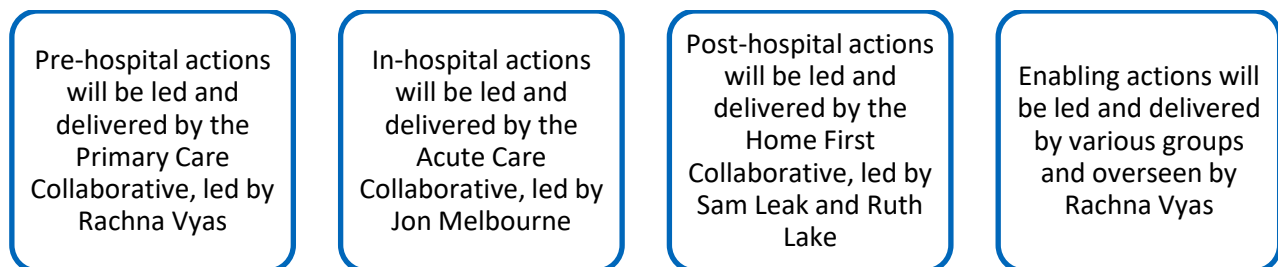 Pre-hospital actions
will be led and
delivered by the
Primary Care
Collaborative, led by
Rachna Vyas
In-hospital actions
will be led and
delivered by the
Acute Care
Collaborative, led by
Jon Melbourne
Post-hospital actions
will be led and
delivered by the
Home First
Collaborative, led by
Sam Leak and Ruth
Lake
Enabling actions will
be led and delivered
by various groups
and overseen by
Rachna Vyas